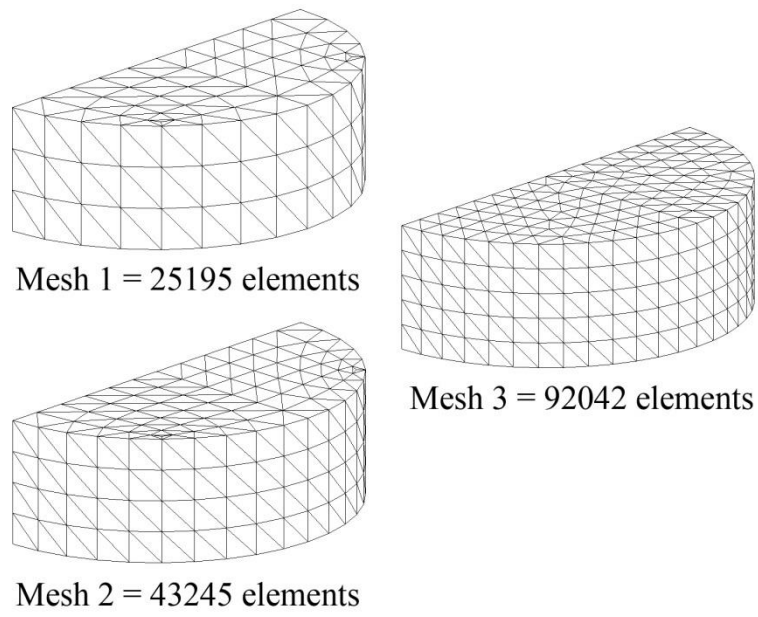 Mesh 1 = 25195 elements
Mesh 2 = 43245 elements
Mesh 3 = 92042 elements